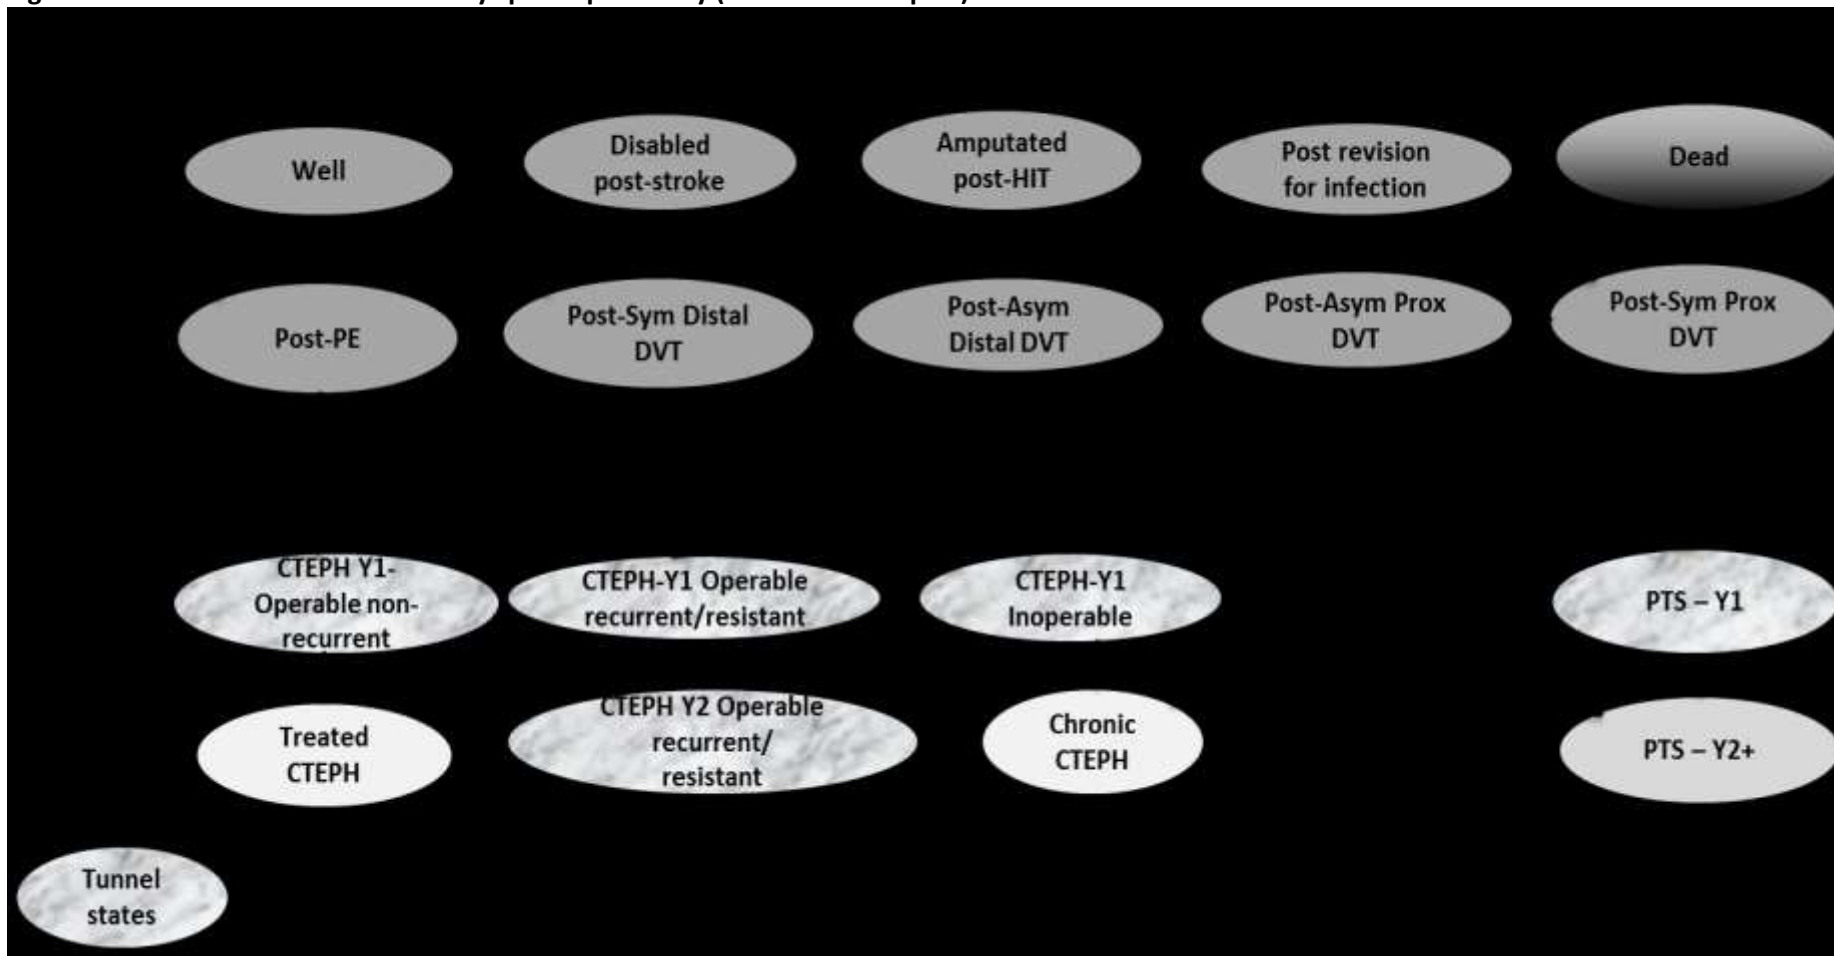 Well
Disabled
post-stroke
Amputated
post-HIT
Post revision
for infection
Dead
Post-PE
Post-Sym Distal
DVT
Post-Asym
Distal DVT
Post-Asym Prox
DVT
Post-Sym Prox
DVT
CTEPH Y1-
Operable non-
recurrent
CTEPH-Y1 Operable
recurrent/resistant
CTEPH-Y1
Inoperable
PTS – Y1
Treated
CTEPH
CTEPH Y2 Operable
recurrent/
resistant
Chronic
CTEPH
PTS – Y2+
Tunnel
states